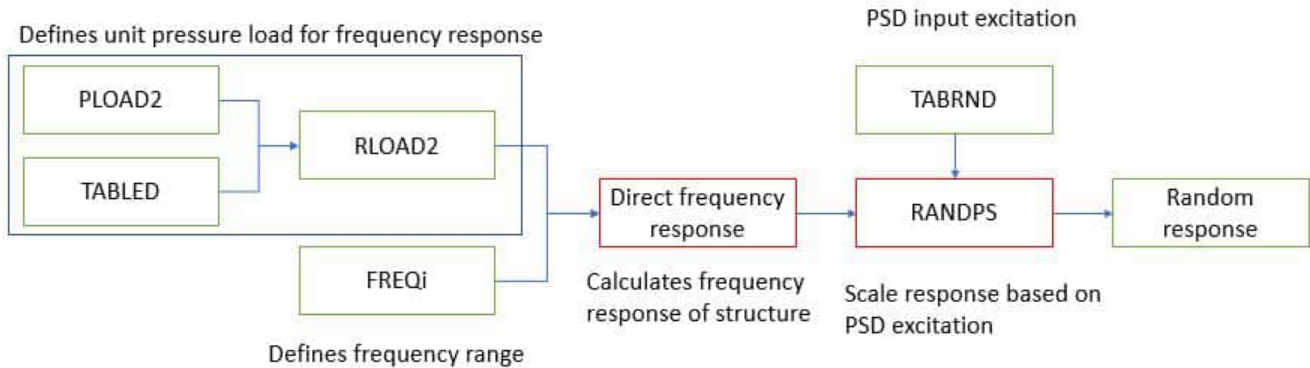 Defines unit pressure load for frequency response
PLOAD2
TABLED
RLOAD2
FREQi
Defines frequency range
Direct frequency
response
Calculates frequency
response of structure
PSD input excitation
TABRND
RANDPS
Scale response based on
PSD excitation
Random
response